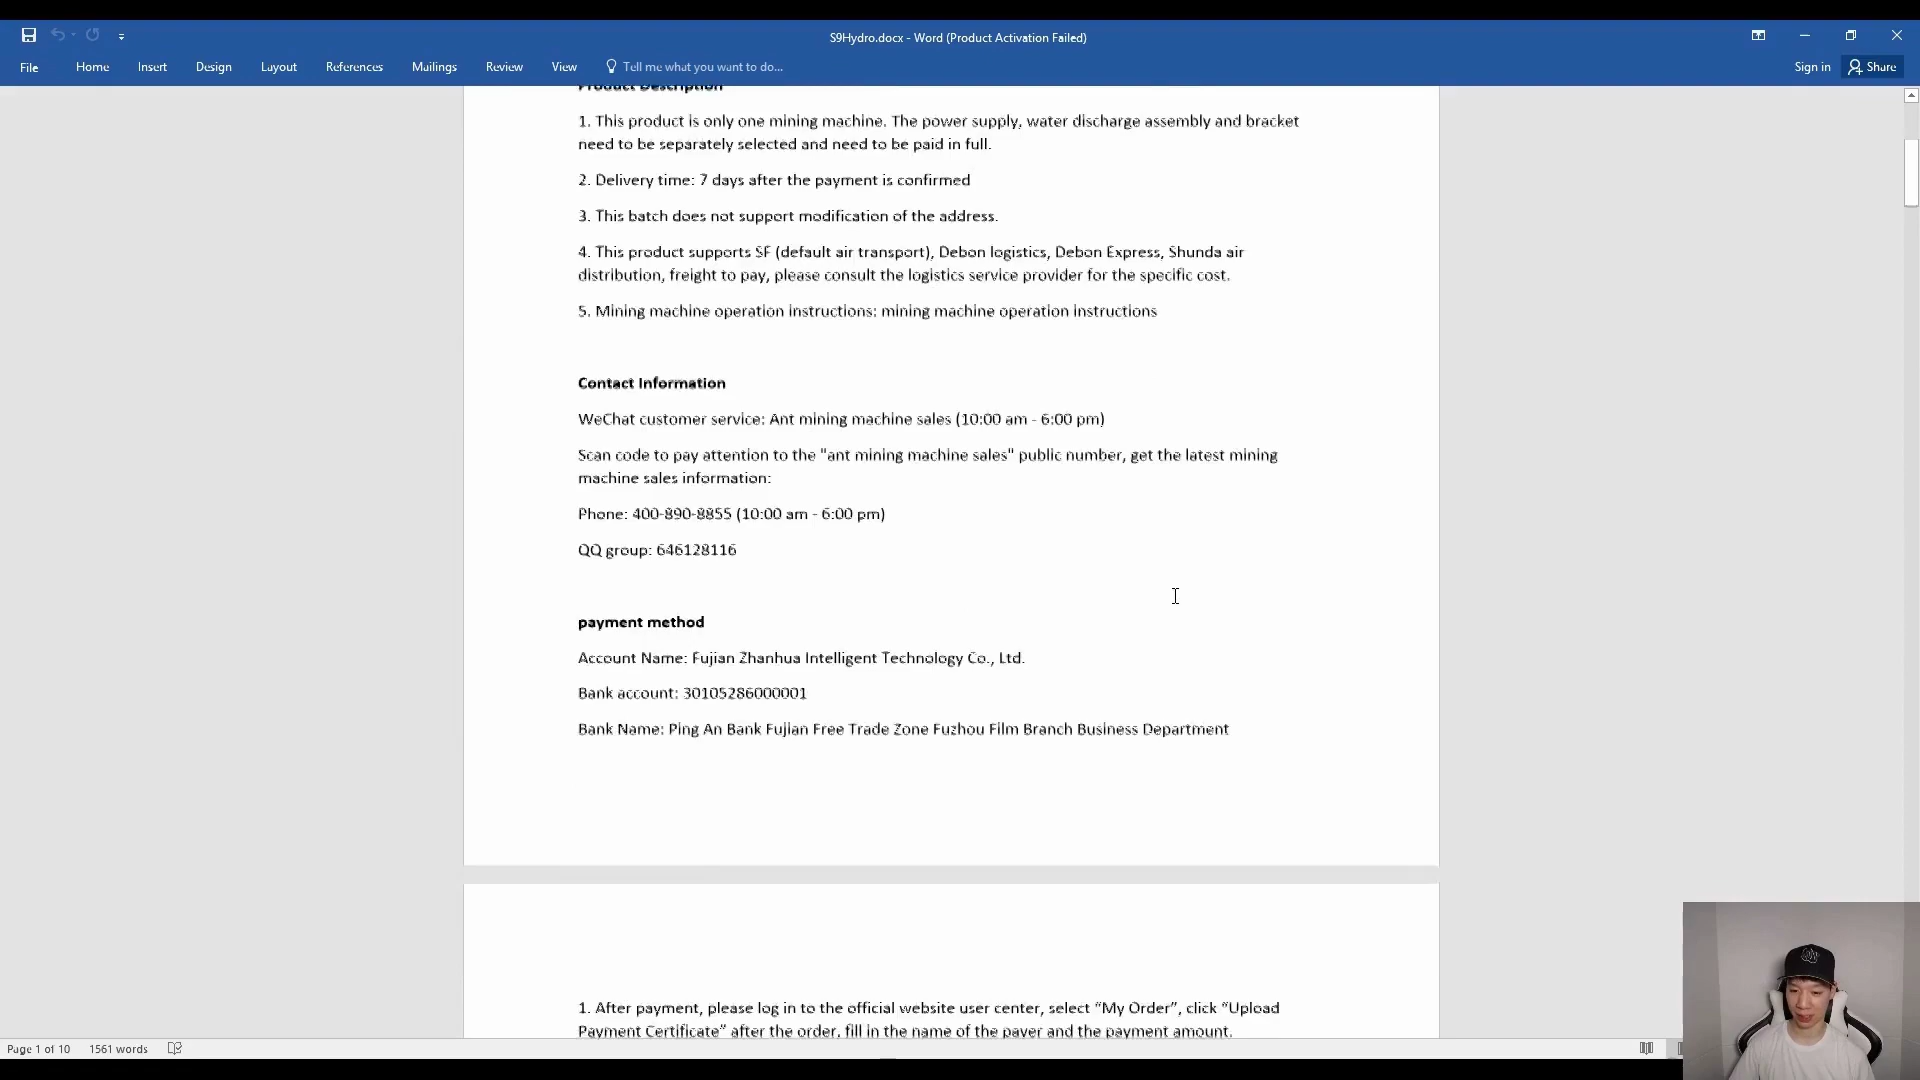 S9Hydro.docx - Word (Product Activation Failed)
File Home Insert Design Layout References Mailings Review View Tell me what you want to do... Sign in Share
Product Description
1. This product is only one mining machine. The power supply, water discharge assembly and bracket
need to be separately selected and need to be paid in full.
2. Delivery time: 7 days after the payment is confirmed
3. This batch does not support modification of the address.
4. This product supports SF (default air transport), Debon logistics, Debon Express, Shunda air
distribution, freight to pay, please consult the logistics service provider for the specific cost.
5. Mining machine operation instructions: mining machine operation instructions
Contact Information
WeChat customer service: Ant mining machine sales (10:00 am - 6:00 pm)
Scan code to pay attention to the "ant mining machine sales" public number, get the latest mining
machine sales information:
Phone: 400-890-8855 (10:00 am - 6:00 pm)
QQ group: 646128116
payment method
Account Name: Fujian Zhanhua Intelligent Technology Co., Ltd.
Bank account: 30105286000001
Bank Name: Ping An Bank Fujian Free Trade Zone Fuzhou Film Branch Business Department
1. After payment, please log in to the official website user center, select “My Order”, click “Upload
Payment Certificate” after the order, fill in the name of the payer and the payment amount.
Page 1 of 10 1561 words